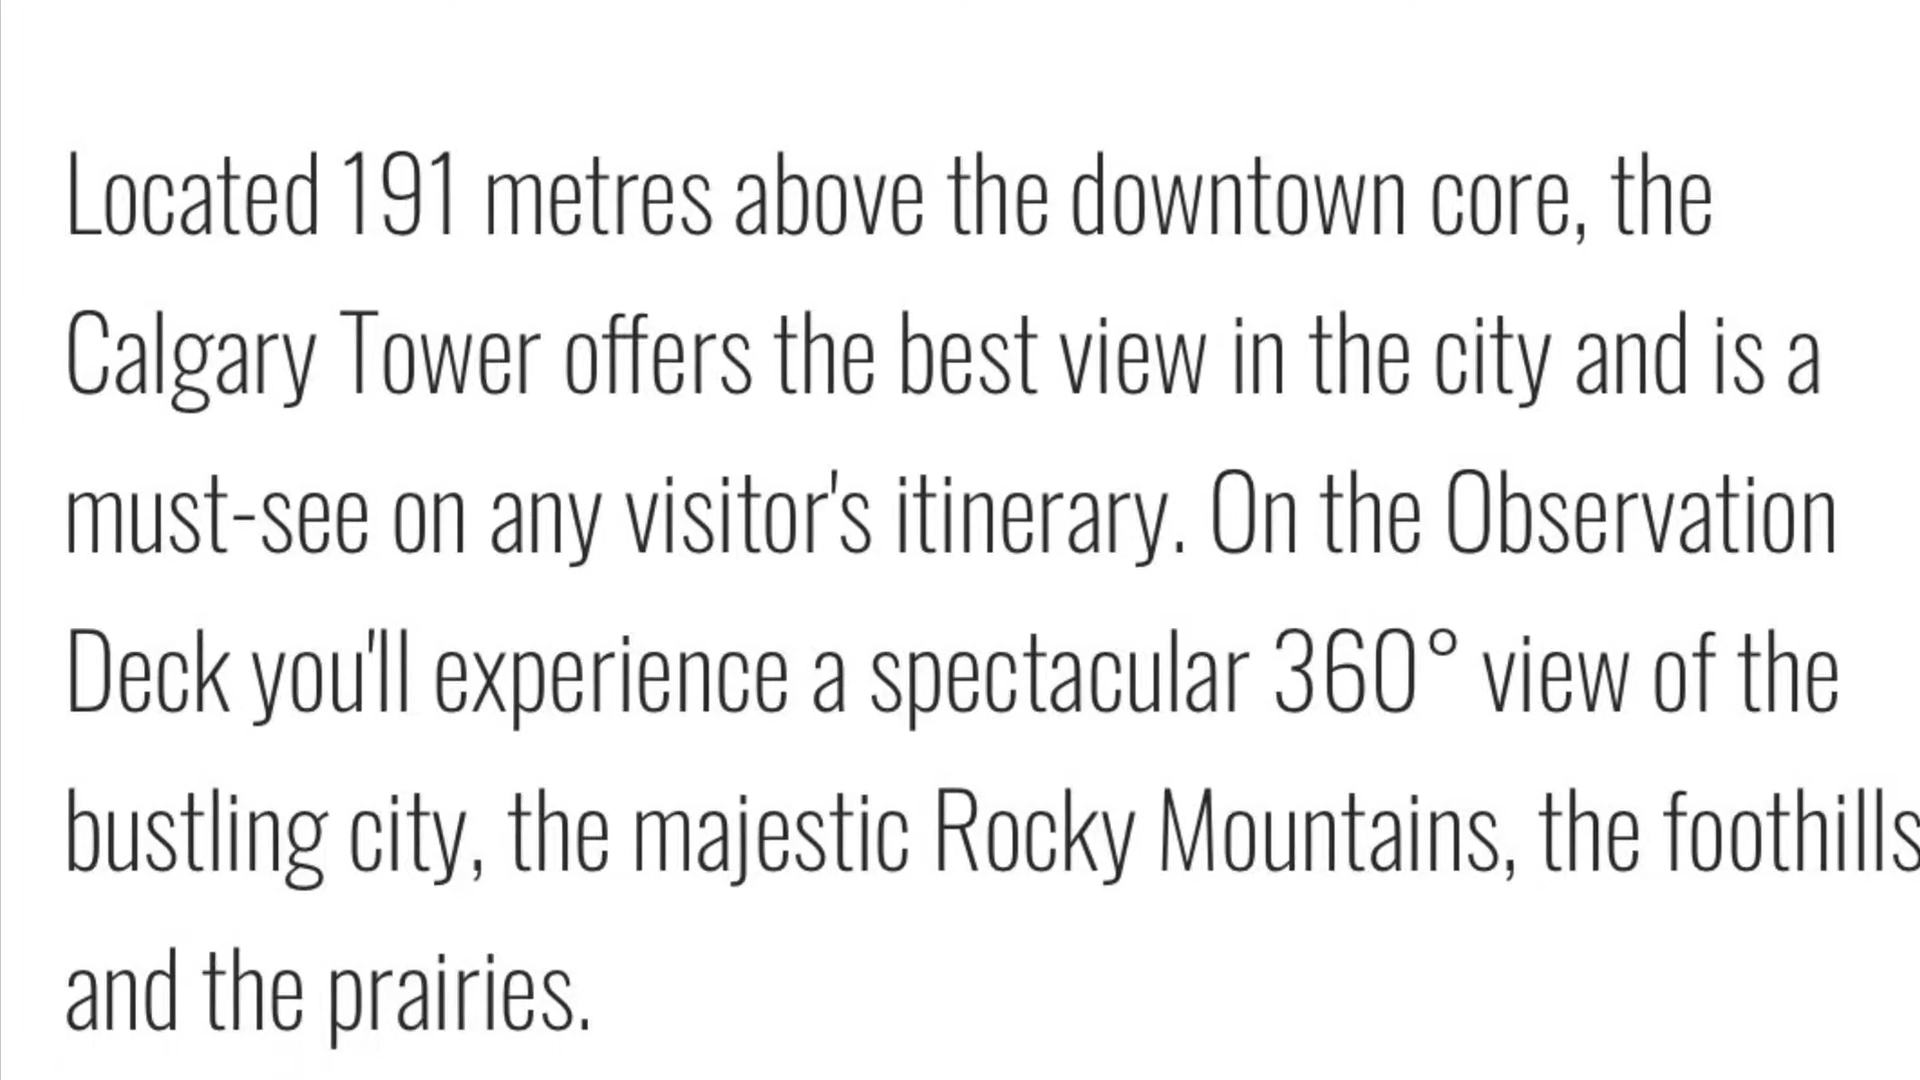 Located 191 metres above the downtown core, the
Calgary Tower offers the best view in the city and is a
must-see on any visitor's itinerary. On the Observation
Deck you'll experience a spectacular 360° view of the
bustling city, the majestic Rocky Mountains, the foothills
and the prairies.